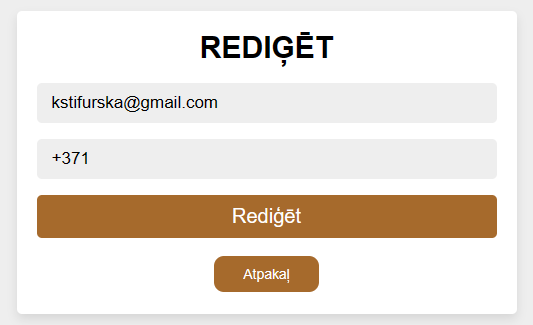 REDIĢĒT
kstifurska@gmail.com
+371
Rediģēt
Atpakaļ